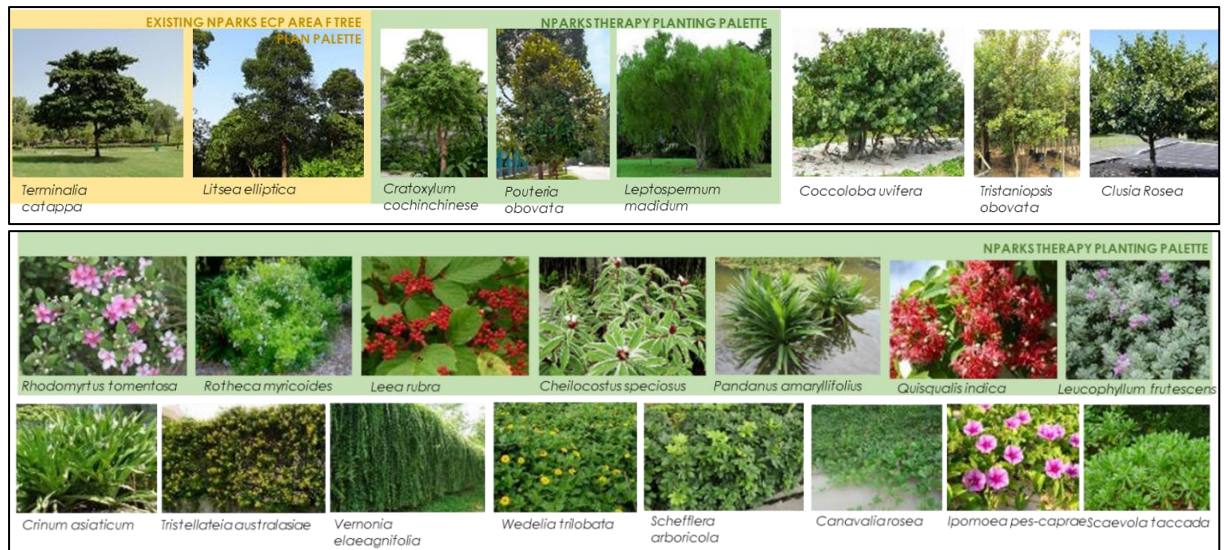 EXISTING NPARKS ECP AREA F TREE
PLAN PALETTE
NPARKS THERAPY PLANTING PALETTE
Terminalia
catappa
Litsea elliptica
Cratoxylum
cochinchinese
Pouteria
obovata
Leptospermum
madidum
Coccoloba uvifera
Tristaniopsis
obovata
Clusia Rosea
NPARKS THERAPY PLANTING PALETTE
Rhodomyrtus tomentosa
Rotheca myricoides
Leea rubra
Cheilocostus speciosus
Pandanus amaryllifolius
Quisqualis indica
Leucophyllum frutescens
Crinum asiaticum
Tristellateia australasiae
Vernonia
elaeagnifolia
Wedelia trilobata
Schefflera
arboricola
Canavalia rosea
Ipomoea pes-caprae
Scaevola taccada